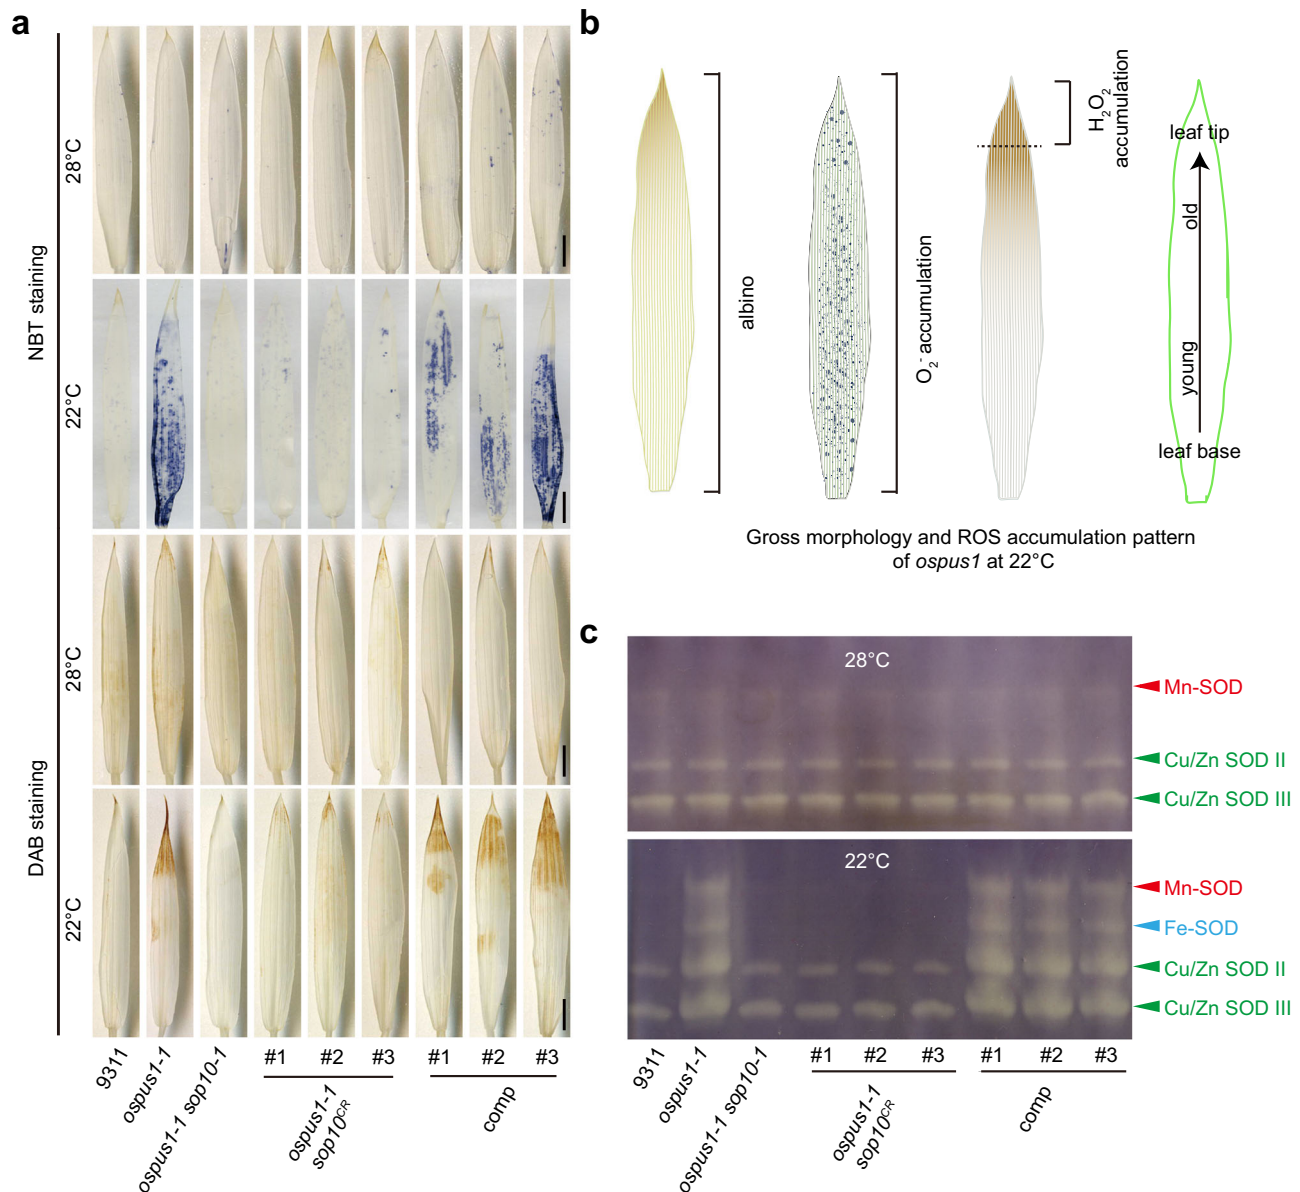 a
NBT staining
28°C
22°C
DAB staining
28°C
22°C
9311
ospus1-1
ospus1-1 sop10-1
#1
#2
#3
ospus1-1
sop10CR
#1
#2
#3
comp
b
albino
O2- accumulation
H2O2
accumulation
leaf tip
old
young
leaf base
Gross morphology and ROS accumulation pattern
of ospus1 at 22°C
c
28°C
Mn-SOD
Cu/Zn SOD II
Cu/Zn SOD III
22°C
Mn-SOD
Fe-SOD
Cu/Zn SOD II
Cu/Zn SOD III
9311
ospus1-1
ospus1-1 sop10-1
#1
#2
#3
ospus1-1
sop10CR
#1
#2
#3
comp